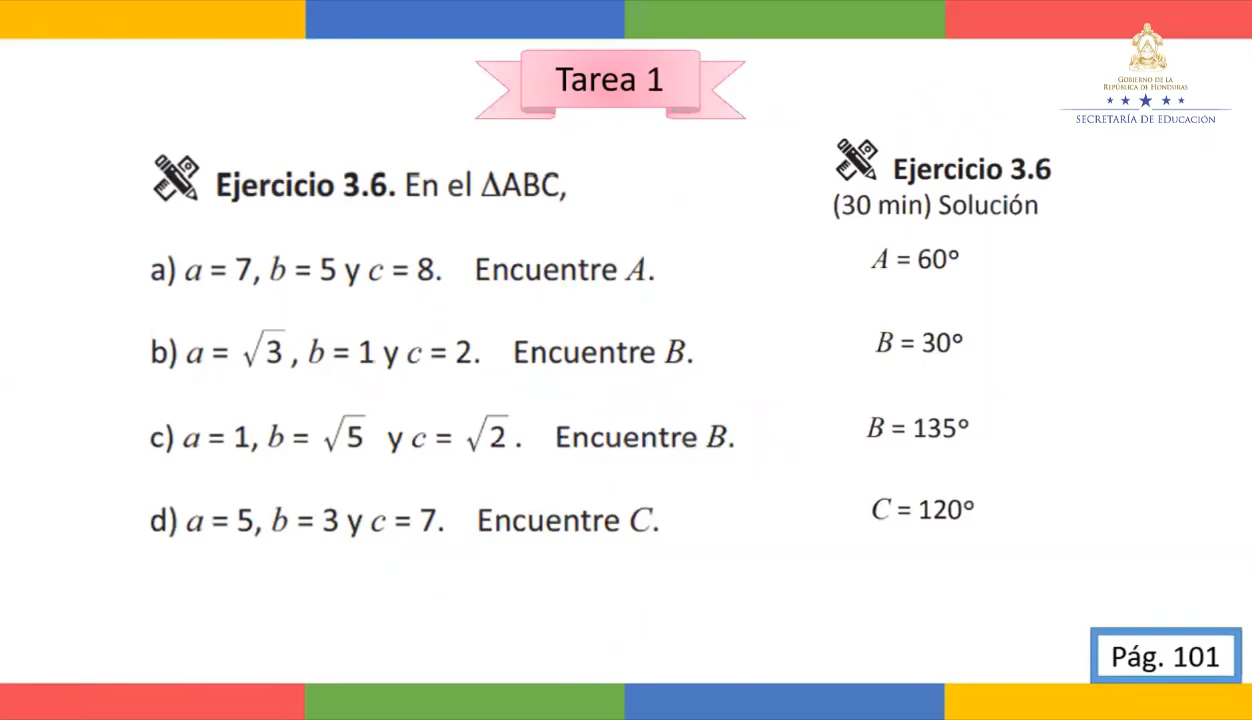 Tarea 1
GOBIERNO DE LA
REPÚBLICA DE HONDURAS
SECRETARÍA DE EDUCACIÓN
Ejercicio 3.6. En el ΔABC,
a) a = 7, b = 5 y c = 8. Encuentre A.
b) a = √3, b = 1 y c = 2. Encuentre B.
c) a = 1, b = √5 y c = √2. Encuentre B.
d) a = 5, b = 3 y c = 7. Encuentre C.
Ejercicio 3.6
(30 min) Solución
A = 60°
B = 30°
B = 135°
C = 120°
Pág. 101